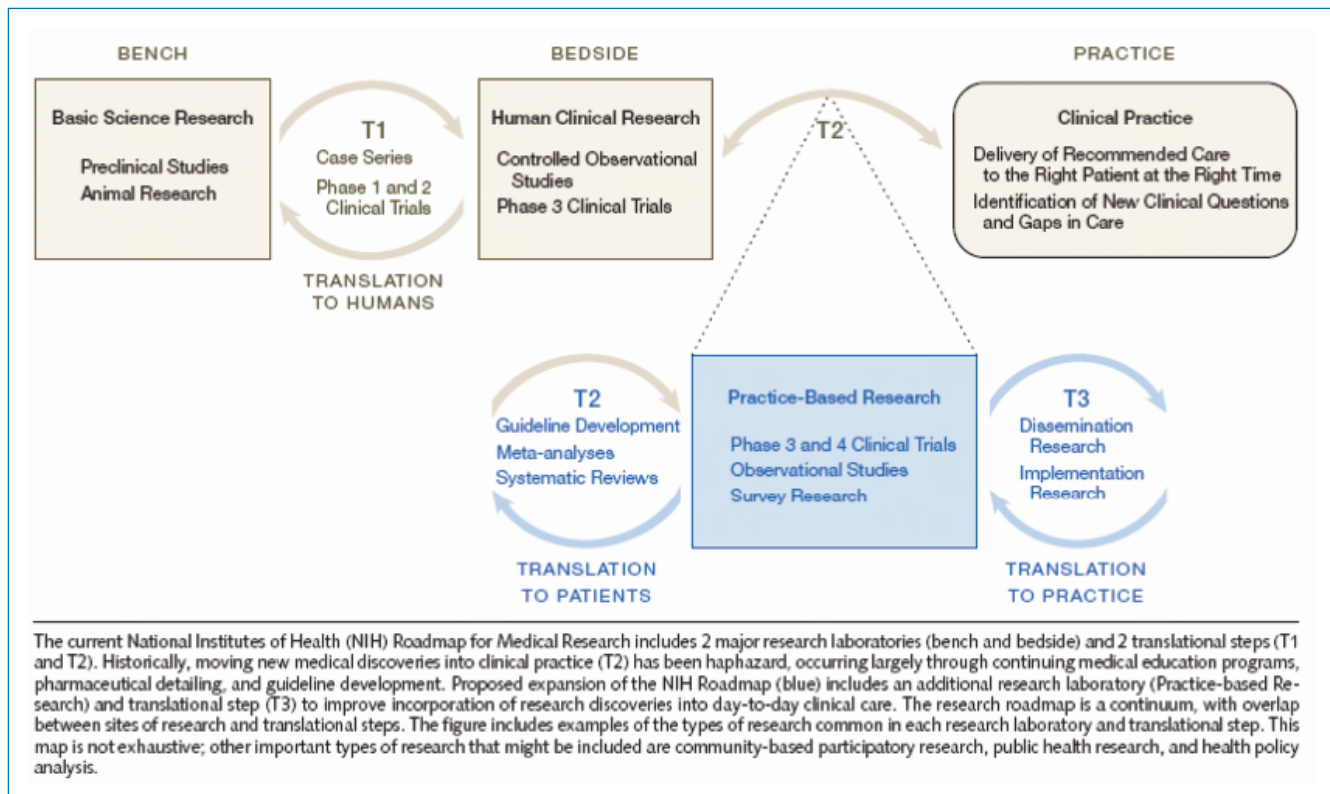 BENCH
BEDSIDE
PRACTICE
Basic Science Research
Preclinical Studies
Animal Research
T1
Case Series
Phase 1 and 2
Clinical Trials
TRANSLATION
TO HUMANS
Human Clinical Research
Controlled Observational
Studies
Phase 3 Clinical Trials
T2
Clinical Practice
Delivery of Recommended Care
to the Right Patient at the Right Time
Identification of New Clinical Questions
and Gaps in Care
T2
Guideline Development
Meta-analyses
Systematic Reviews
TRANSLATION
TO PATIENTS
Practice-Based Research
Phase 3 and 4 Clinical Trials
Observational Studies
Survey Research
T3
Dissemination
Research
Implementation
Research
TRANSLATION
TO PRACTICE
The current National Institutes of Health (NIH) Roadmap for Medical Research includes 2 major research laboratories (bench and bedside) and 2 translational steps (T1
and T2). Historically, moving new medical discoveries into clinical practice (T2) has been haphazard, occurring largely through continuing medical education programs,
pharmaceutical detailing, and guideline development. Proposed expansion of the NIH Roadmap (blue) includes an additional research laboratory (Practice-based Re-
search) and translational step (T3) to improve incorporation of research discoveries into day-to-day clinical care. The research roadmap is a continuum, with overlap
between sites of research and translational steps. The figure includes examples of the types of research common in each research laboratory and translational step. This
map is not exhaustive; other important types of research that might be included are community-based participatory research, public health research, and health policy
analysis.